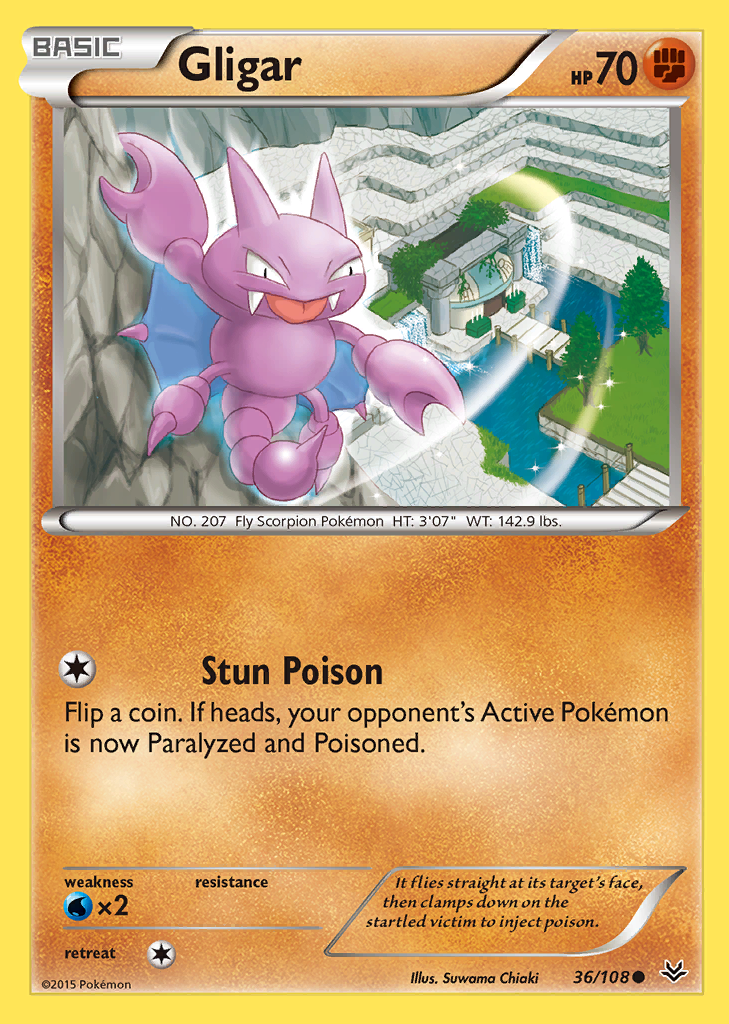 BASIC
Gligar
HP 70
NO. 207 Fly Scorpion Pokémon HT: 3'07" WT: 142.9 lbs.
Stun Poison
Flip a coin. If heads, your opponent's Active Pokémon
is now Paralyzed and Poisoned.
weakness resistance
×2
It flies straight at its target's face,
then clamps down on the
startled victim to inject poison.
retreat
©2015 Pokémon
Illus. Suwama Chiaki 36/108